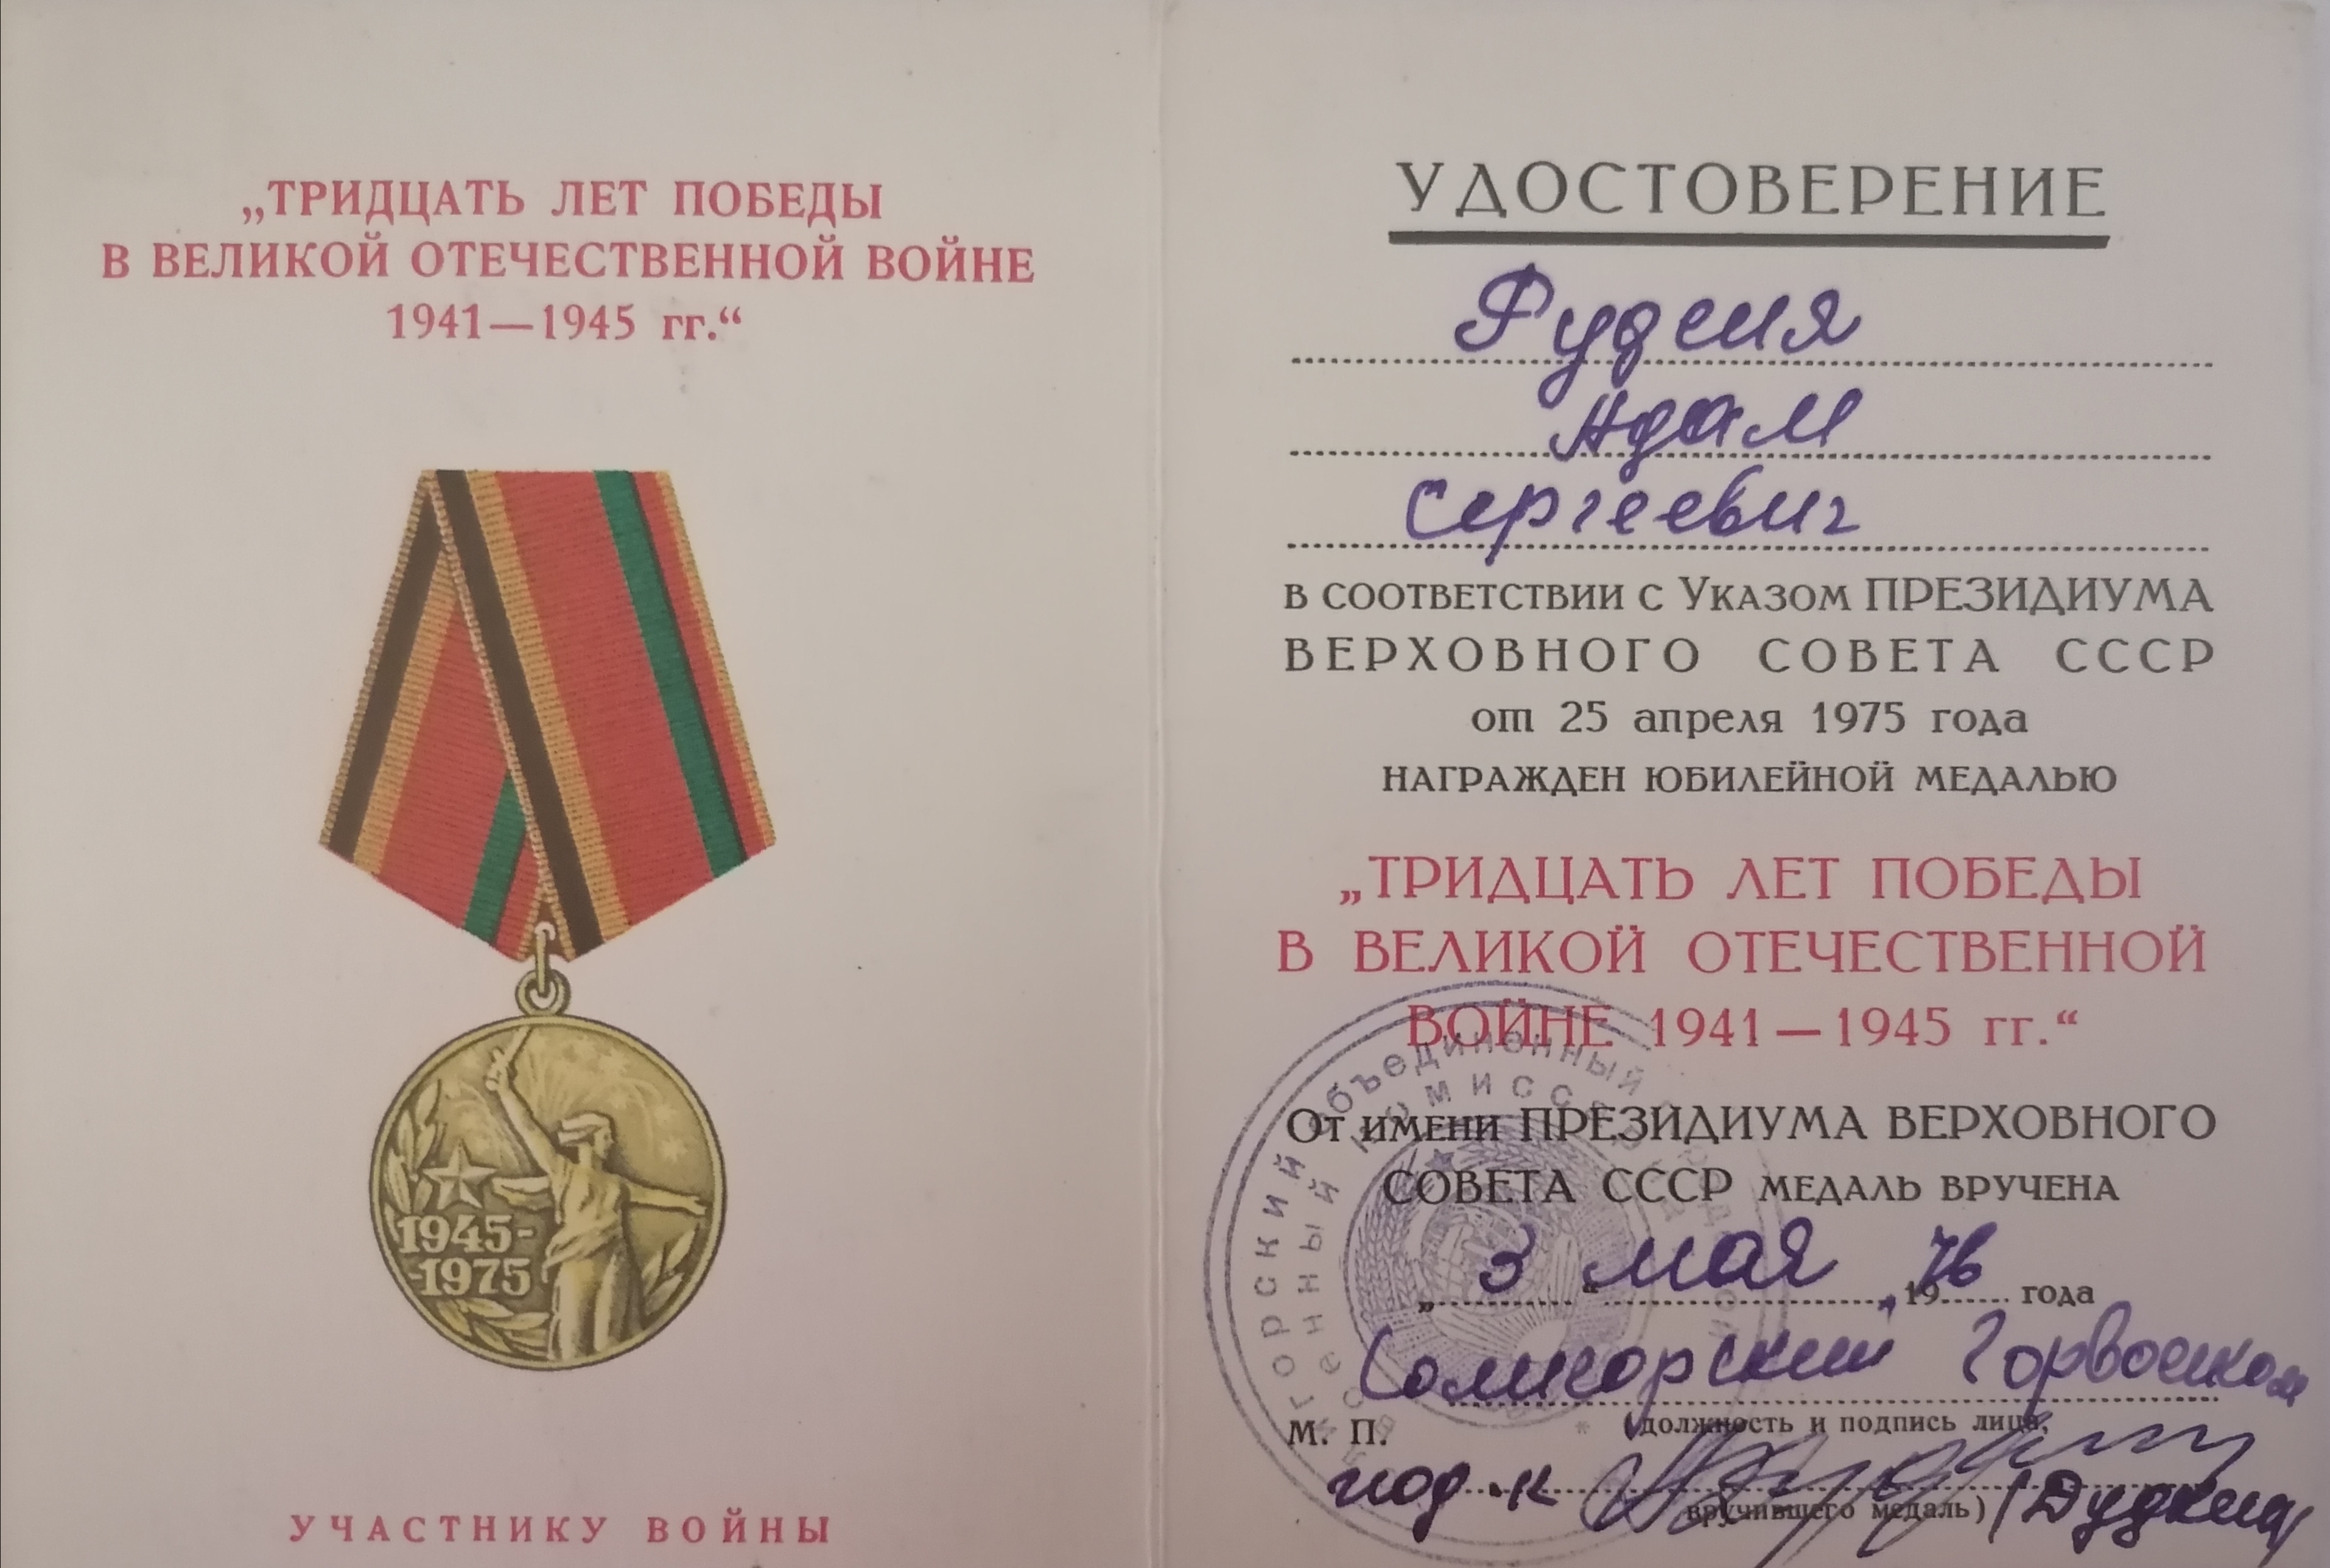 „ТРИДЦАТЬ ЛЕТ ПОБЕДЫ
В ВЕЛИКОЙ ОТЕЧЕСТВЕННОЙ ВОЙНЕ
1941—1945 гг.“
1945-
-1975
УЧАСТНИКУ ВОЙНЫ
УДОСТОВЕРЕНИЕ
Адам
Сергеевич
В СООТВЕТСТВИИ С УКАЗОМ ПРЕЗИДИУМА
ВЕРХОВНОГО СОВЕТА СССР
от 25 апреля 1975 года
НАГРАЖДЕН ЮБИЛЕЙНОЙ МЕДАЛЬЮ
„ТРИДЦАТЬ ЛЕТ ПОБЕДЫ
В ВЕЛИКОЙ ОТЕЧЕСТВЕННОЙ
ВОЙНЕ 1941—1945 гг.“
От имени ПРЕЗИДИУМА ВЕРХОВНОГО
СОВЕТА СССР МЕДАЛЬ ВРУЧЕНА
„3“ мая 1976 года
Солигорский Горвоенком
М. П. (должность и подпись лица,
под-к
вручившего медаль)
объединенный